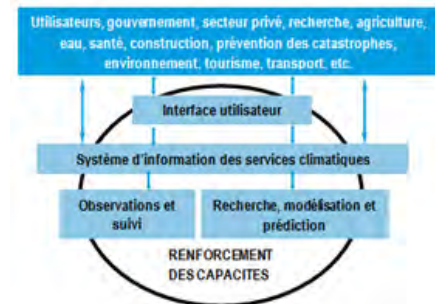 Utilisateurs, gouvernement, secteur privé, recherche, agriculture,
eau, santé, construction, prévention des catastrophes,
environnement, tourisme, transport, etc.
Interface utilisateur
Système d'information des services climatiques
Observations et
suivi
Recherche, modélisation et
prédiction
RENFORCEMENT
DES CAPACITES